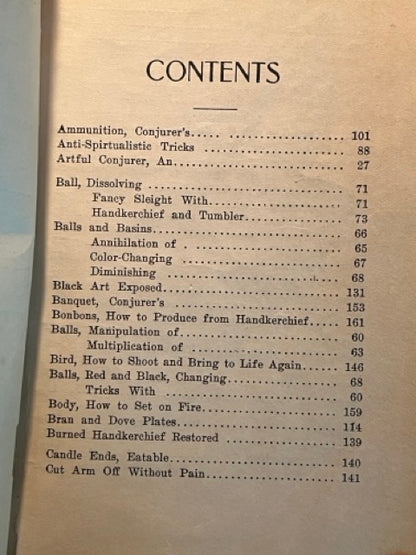 CONTENTS
Ammunition, Conjurer's..... .................... 101
Anti-Spirtualistic Tricks ........................ 88
Artful Conjurer, An............................. 27
Ball, Dissolving ................................ 71
Fancy Sleight With........................ 71
Handkerchief and Tumbler................. 73
Balls and Basins................................ 66
Annihilation of . .......................... 65
Color-Changing ........................... 67
Diminishing .............................. 68
Black Art Exposed.............................. 131
Banquet, Conjurer's ............................ 153
Bonbons, How to Produce from Handkerchief..... 161
Balls, Manipulation of........................... 60
Multiplication of .......................... 63
Bird, How to Shoot and Bring to Life Again...... 146
Balls, Red and Black, Changing.................. 68
Tricks With .............................. 60
Body, How to Set on Fire........................ 159
Bran and Dove Plates............................ 114
Burned Handkerchief Restored .................. 139
Candle Ends, Eatable............................ 140
Cut Arm Off Without Pain....................... 141